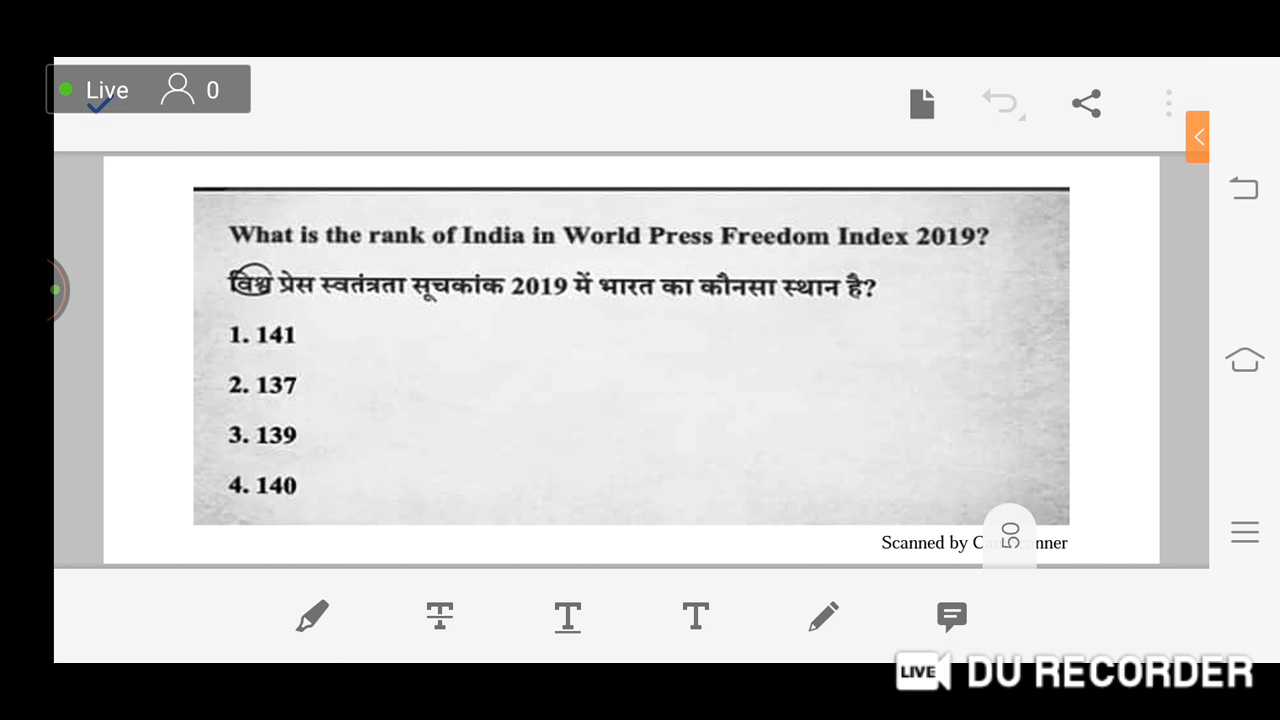 Live 0
What is the rank of India in World Press Freedom Index 2019?
विश्व प्रेस स्वतंत्रता सूचकांक 2019 में भारत का कौनसा स्थान है?
1. 141
2. 137
3. 139
4. 140
Scanned by
50
T T T
LIVE DU RECORDER